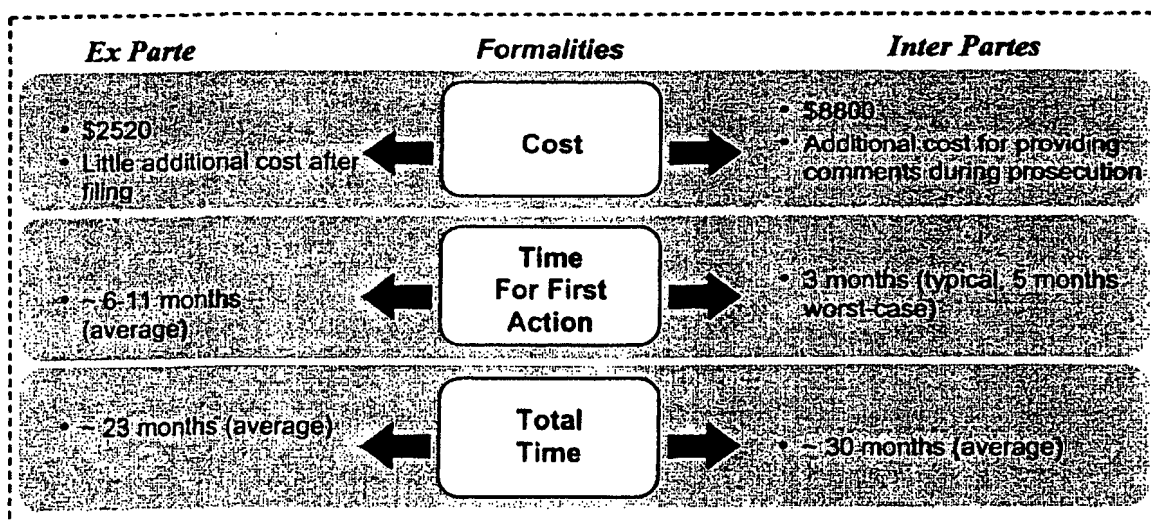 Ex Parte
Formalities
Inter Partes
• $2520
• Little additional cost after
filing
Cost
• $8800
• Additional cost for providing
comments during prosecution
• ~ 6-11 months
(average)
Time
For First
Action
• 3 months (typical, 5 months
worst-case)
• ~ 23 months (average)
Total
Time
• ~ 30 months (average)